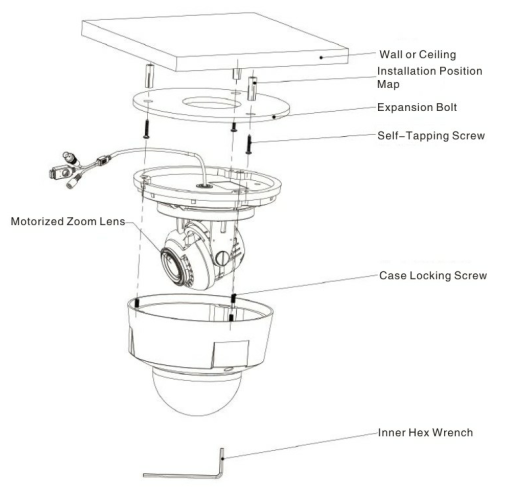 Wall or Ceiling
Installation Position
Map
Expansion Bolt
Self-Tapping Screw
Motorized Zoom Lens
Case Locking Screw
Inner Hex Wrench